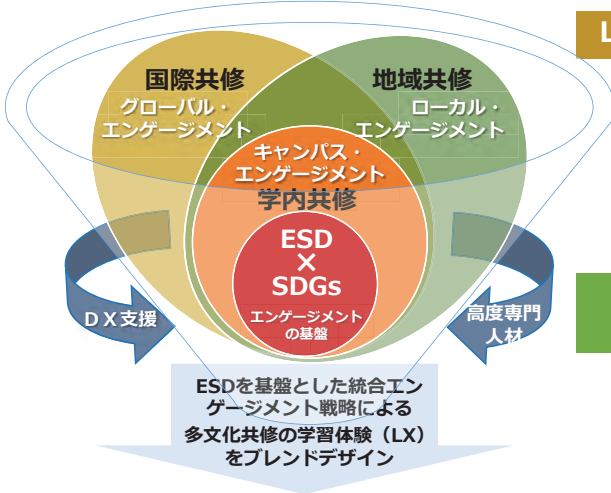 L
国際共修
地域共修
グローバル・
エンゲージメント
ローカル・
エンゲージメント
キャンパス・
エンゲージメント
学内共修
ESD
×
SDGs
エンゲージメント
の基盤
ＤＸ支援
高度専門
人材
ESDを基盤とした統合エン
ゲージメント戦略による
多文化共修の学習体験（LX）
をブレンドデザイン